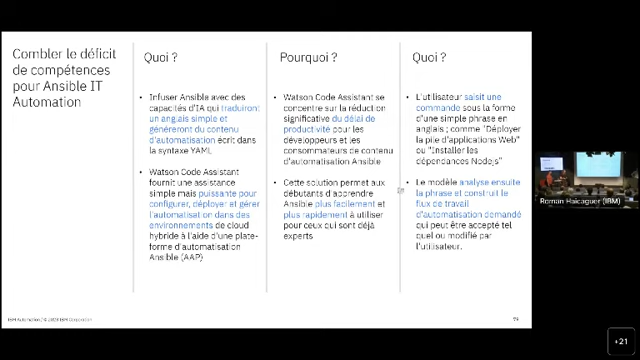 Combler le déficit
de compétences
pour Ansible IT
Automation
Quoi ?
• Infuser Ansible avec des
capacités d'IA qui traduiront
un anglais simple et
généreront du contenu
d'automatisation écrit dans
la syntaxe YAML
• Watson Code Assistant
fournit une assistance
simple mais puissante pour
configurer, déployer et gérer
l'automatisation dans des
environnements de cloud
hybride à l'aide d'une plate-
forme d'automatisation
Ansible (AAP)
Pourquoi ?
• Watson Code Assistant se
concentre sur la réduction
significative du délai de
productivité pour les
développeurs et les
consommateurs de contenu
d'automatisation Ansible
• Cette solution permet aux
débutants d'apprendre
Ansible plus facilement et
plus rapidement à utiliser
pour ceux qui sont déjà
experts
Quoi ?
• L'utilisateur saisit une
commande sous la forme
d'une simple phrase en
anglais ; comme "Déployer
la pile d'applications Web"
ou "Installer les
dépendances Nodejs"
• Le modèle analyse ensuite
la phrase et construit le
flux de travail
d'automatisation demandé
qui peut être accepté tel
quel ou modifié par
l'utilisateur.
IBM Automation / © 2023 IBM Corporation
Roman Haicaguer (IBM)
+21